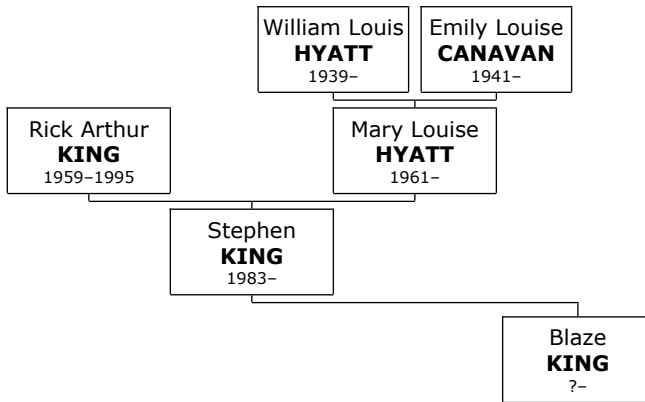 William Louis
HYATT
1939–
Emily Louise
CANAVAN
1941–
Rick Arthur
KING
1959–1995
Mary Louise
HYATT
1961–
Stephen
KING
1983–
Blaze
KING
?–